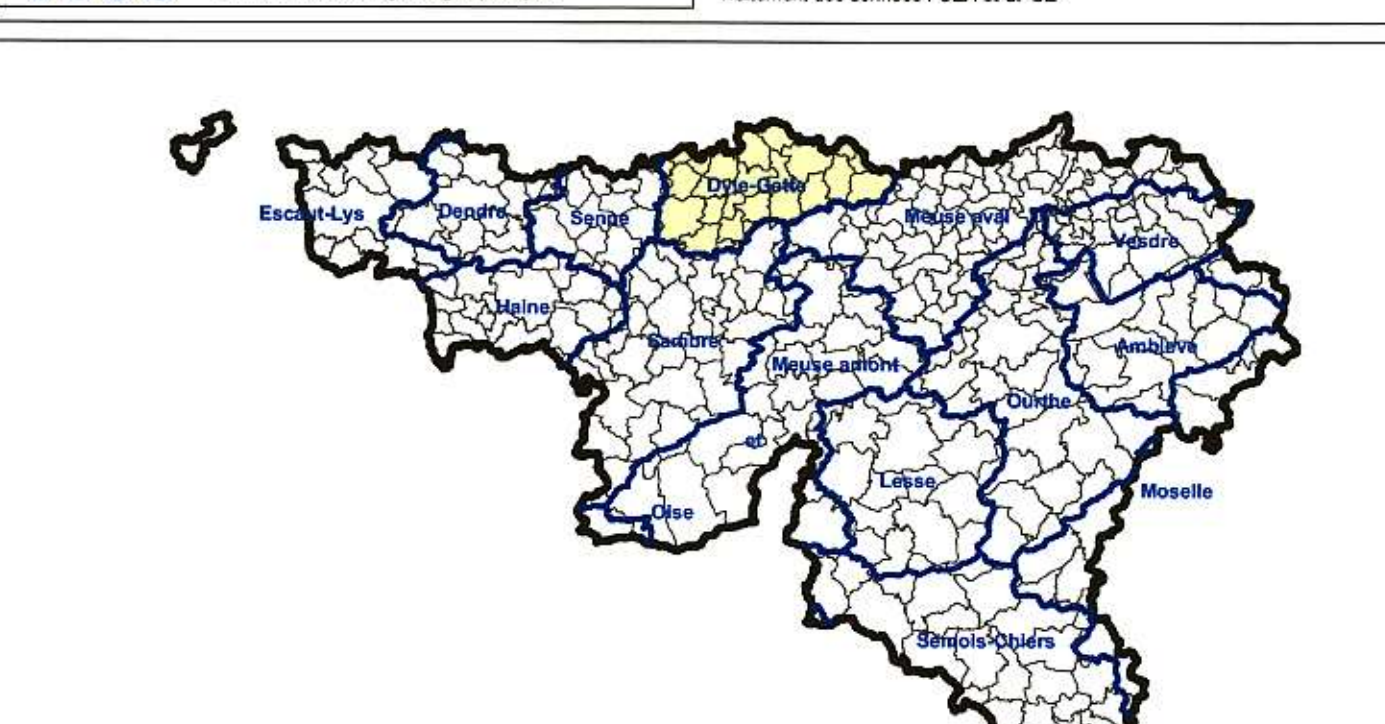 Dyle-Gette
Escaut-Lys
Dendre
Senne
Meuse aval
Vesdre
Haine
Sambre
Amblève
Meuse amont
Ourthe
et
Lesse
Moselle
Oise
Semois-Chiers